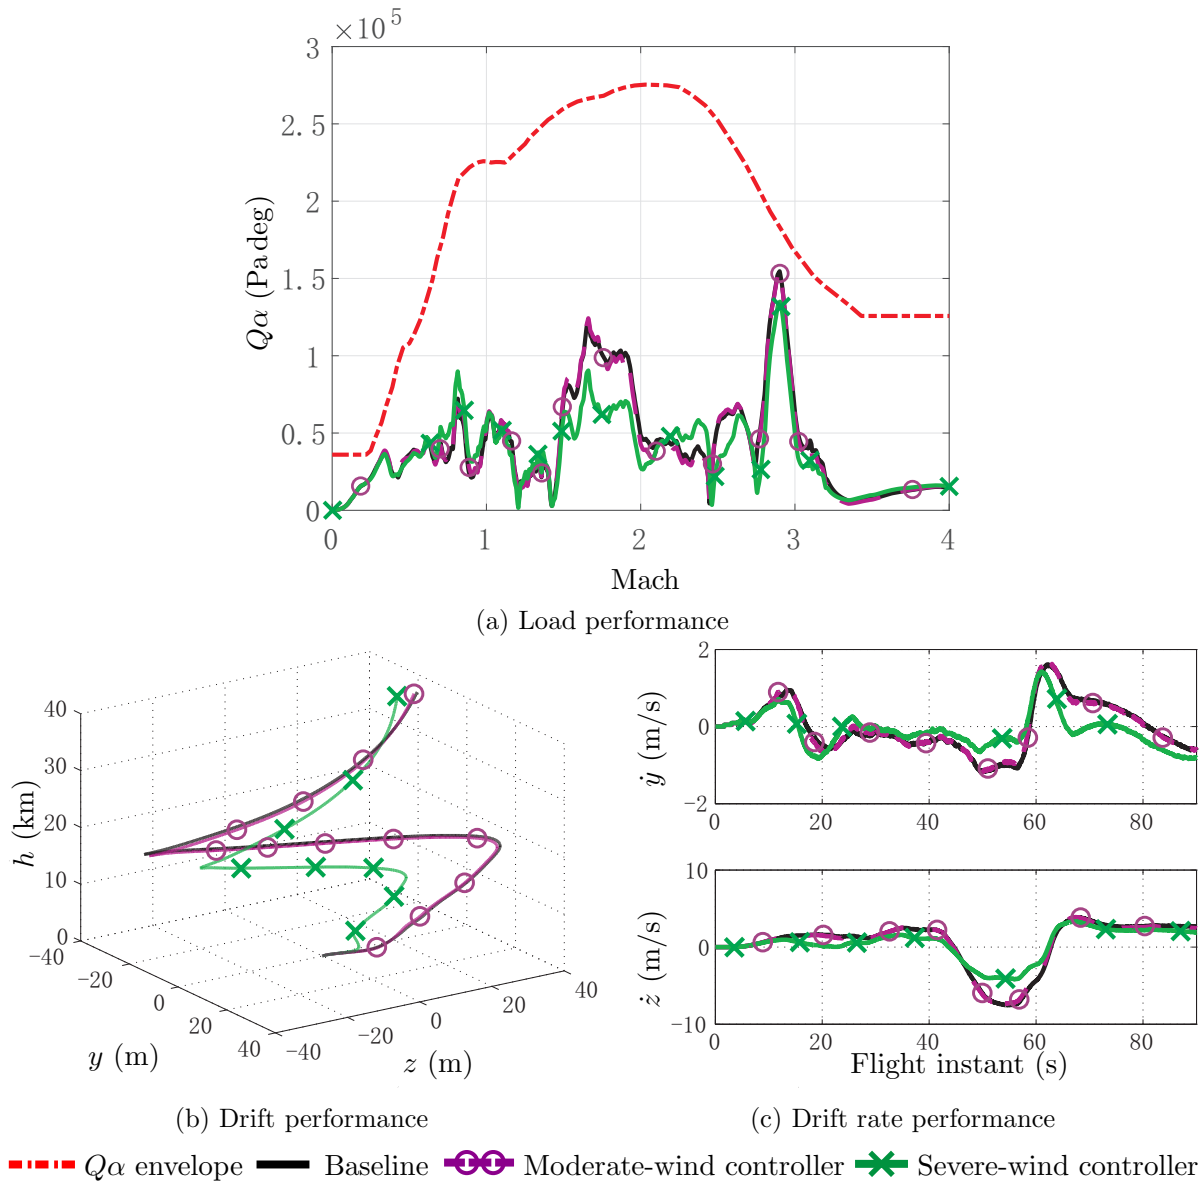 ×10⁵
3
2.5
2
1.5
1
0.5
0
Qα (Pa deg)
0 1 2 3 4
Mach
(a) Load performance
40
30
20
10
0
h (km)
−40
−20
0
20
40
y (m)
−40
−20
0
20
40
z (m)
2
0
−2
ẏ (m/s)
0 20 40 60 80
10
0
−10
ż (m/s)
0 20 40 60 80
Flight instant (s)
(b) Drift performance
(c) Drift rate performance
Qα envelope Baseline Moderate-wind controller Severe-wind controller